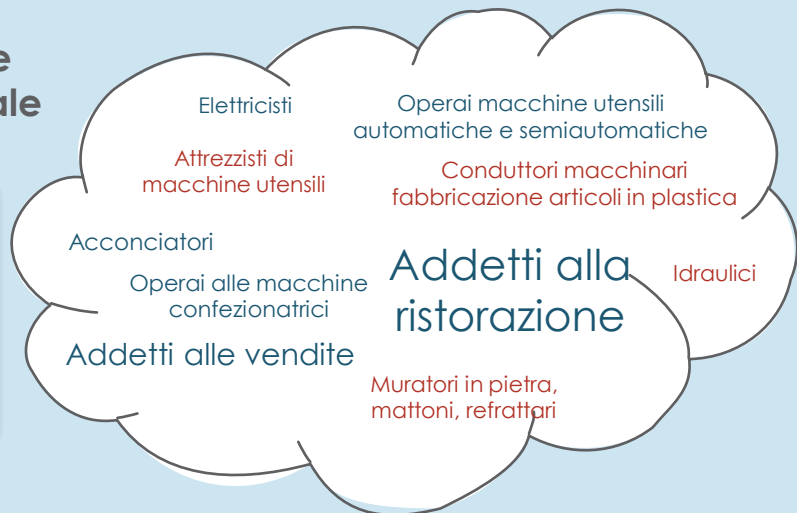 Elettricisti
Operai macchine utensili
automatiche e semiautomatiche
Attrezzisti di
macchine utensili
Conduttori macchinari
fabbricazione articoli in plastica
Acconciatori
Operai alle macchine
confezionatrici
Addetti alla
ristorazione
Idraulici
Addetti alle vendite
Muratori in pietra,
mattoni, refrattari